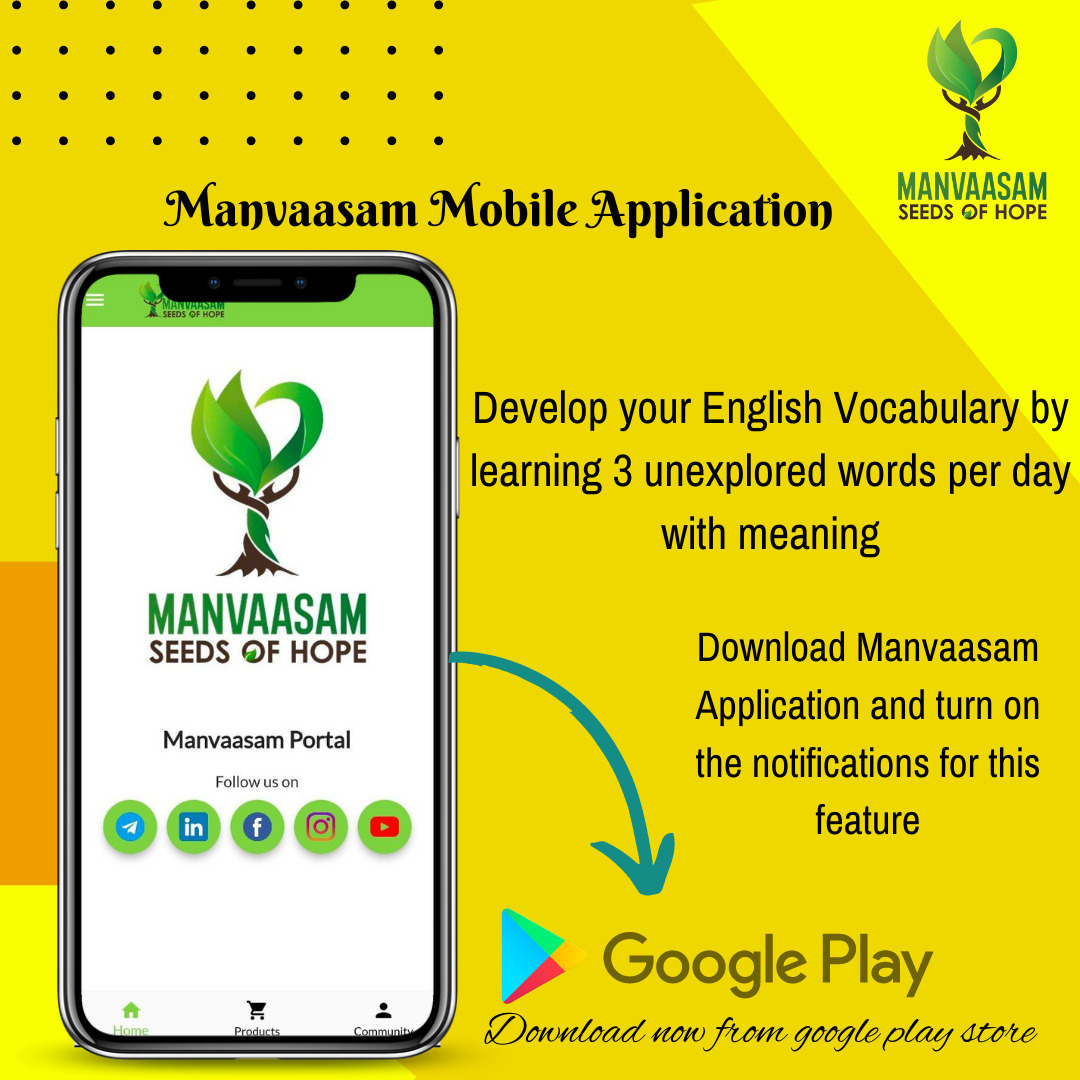 MANVAASAM
SEEDS OF HOPE
Manvaasam Mobile Application
MANVAASAM
SEEDS OF HOPE
MANVAASAM
SEEDS OF HOPE
Manvaasam Portal
Follow us on
in
f
Home
Products
Community
Develop your English Vocabulary by
learning 3 unexplored words per day
with meaning
Download Manvaasam
Application and turn on
the notifications for this
feature
Google Play
Download now from google play store